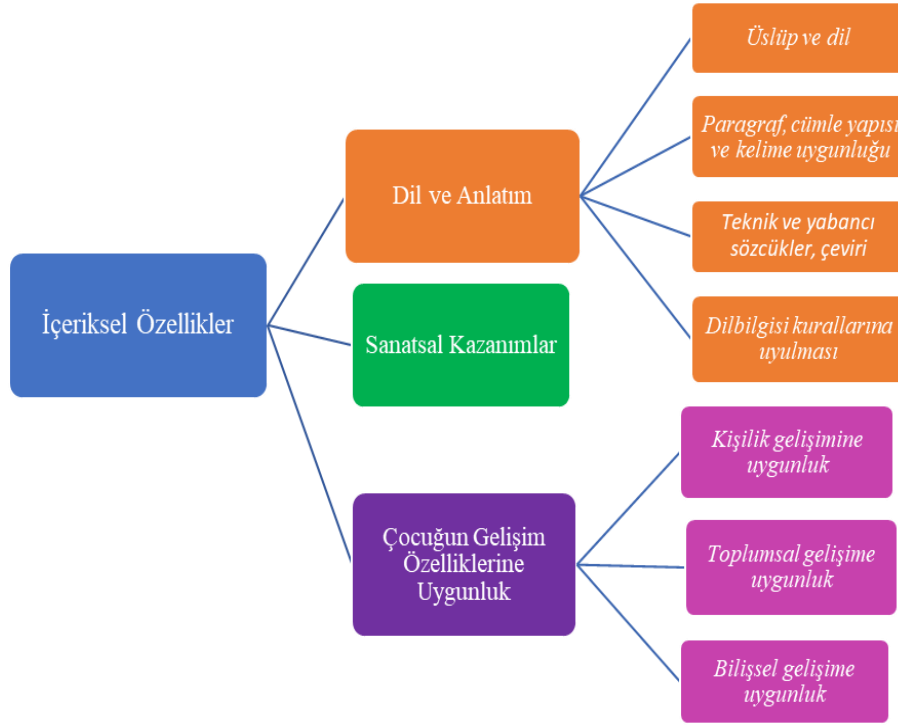 İçeriksel Özellikler
Dil ve Anlatım
Üslüp ve dil
Paragraf, cümle yapısı
ve kelime uygunluğu
Teknik ve yabancı
sözcükler, çeviri
Dilbilgisi kurallarına
uyulması
Sanatsal Kazanımlar
Çocuğun Gelişim
Özelliklerine
Uygunluk
Kişilik gelişimine
uygunluk
Toplumsal gelişime
uygunluk
Bilişsel gelişime
uygunluk